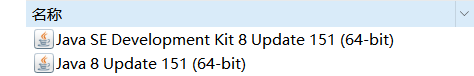 名称
Java SE Development Kit 8 Update 151 (64-bit)
Java 8 Update 151 (64-bit)